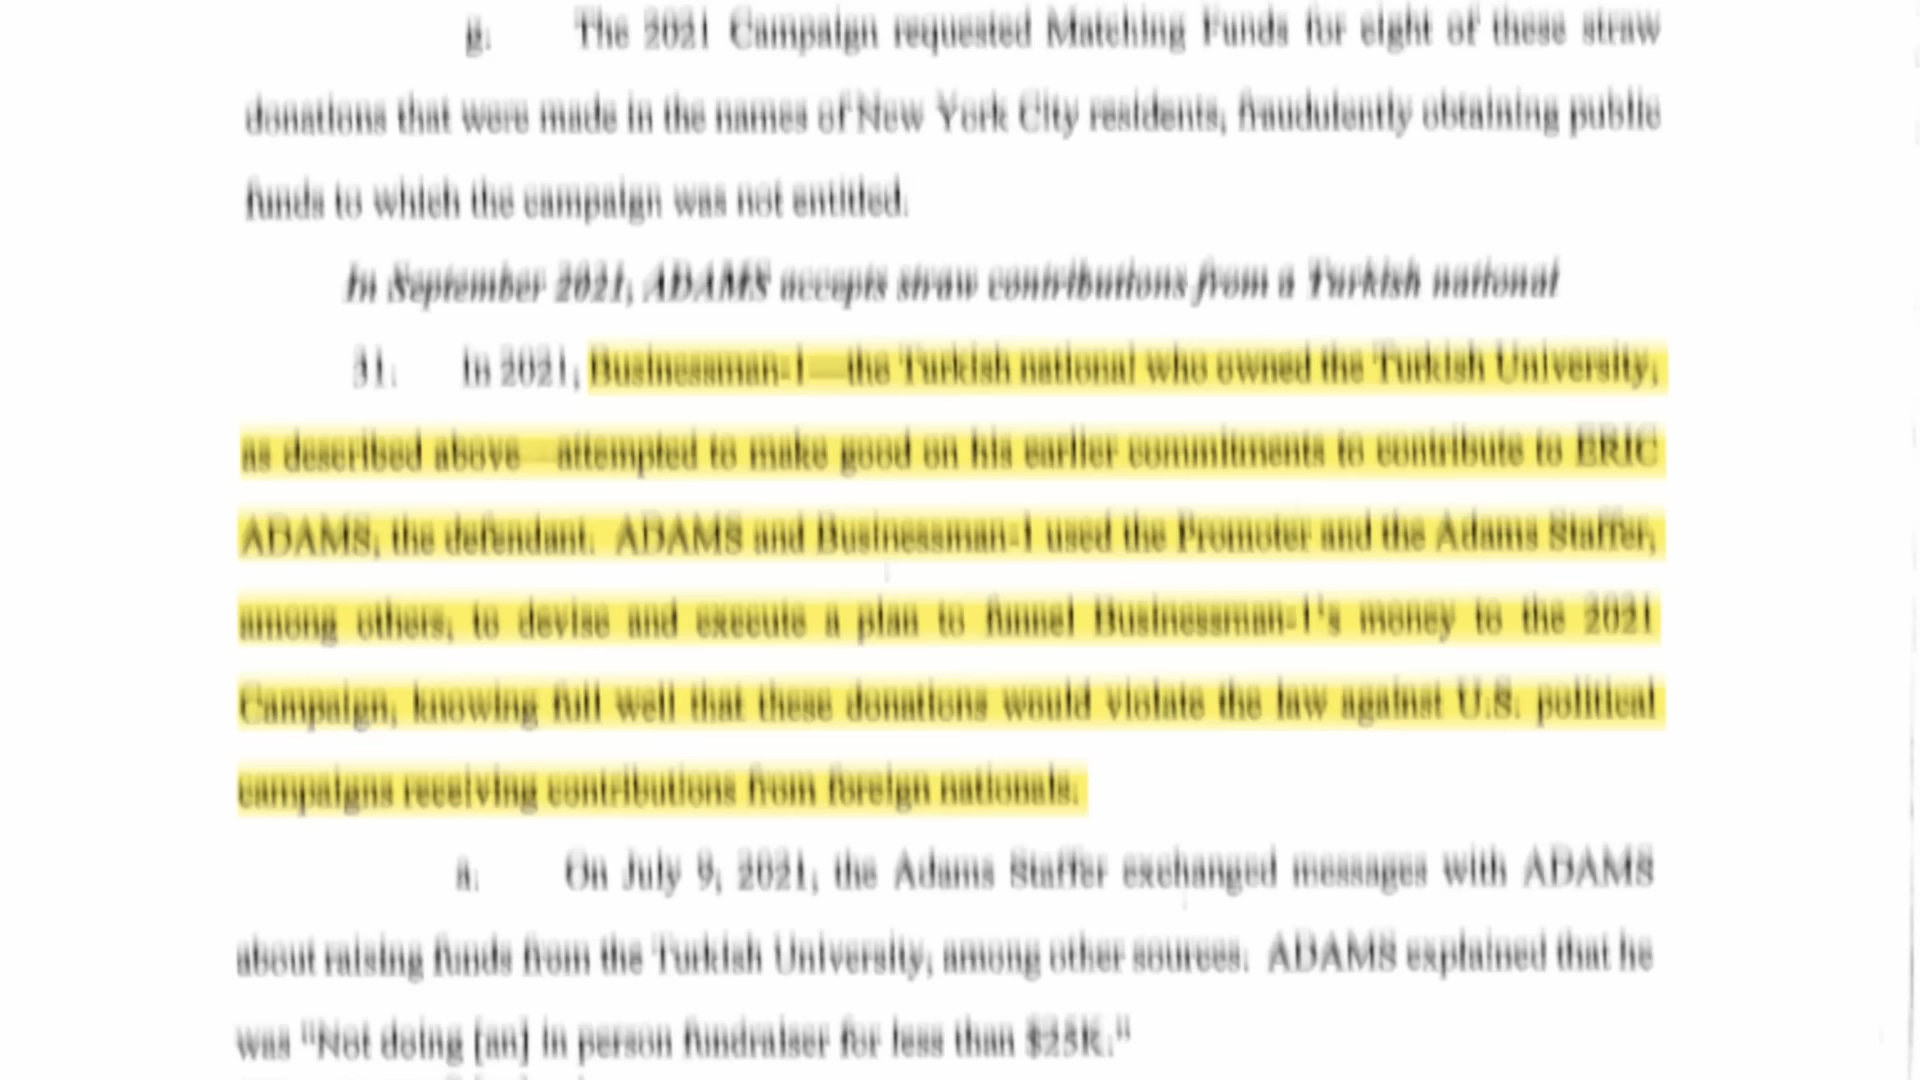 g. The 2021 Campaign requested Matching Funds for eight of these straw
donations that were made in the names of New York City residents, fraudulently obtaining public
funds to which the campaign was not entitled.
In September 2021, ADAMS accepts straw contributions from a Turkish national
31. In 2021, Businessman-1—the Turkish national who owned the Turkish University,
as described above—attempted to make good on his earlier commitments to contribute to ERIC
ADAMS, the defendant. ADAMS and Businessman-1 used the Promoter and the Adams Staffer,
among others, to devise and execute a plan to funnel Businessman-1's money to the 2021
Campaign, knowing full well that these donations would violate the law against U.S. political
campaigns receiving contributions from foreign nationals.
a. On July 9, 2021, the Adams Staffer exchanged messages with ADAMS
about raising funds from the Turkish University, among other sources. ADAMS explained that he
was "Not doing [an] in person fundraiser for less than $25K."